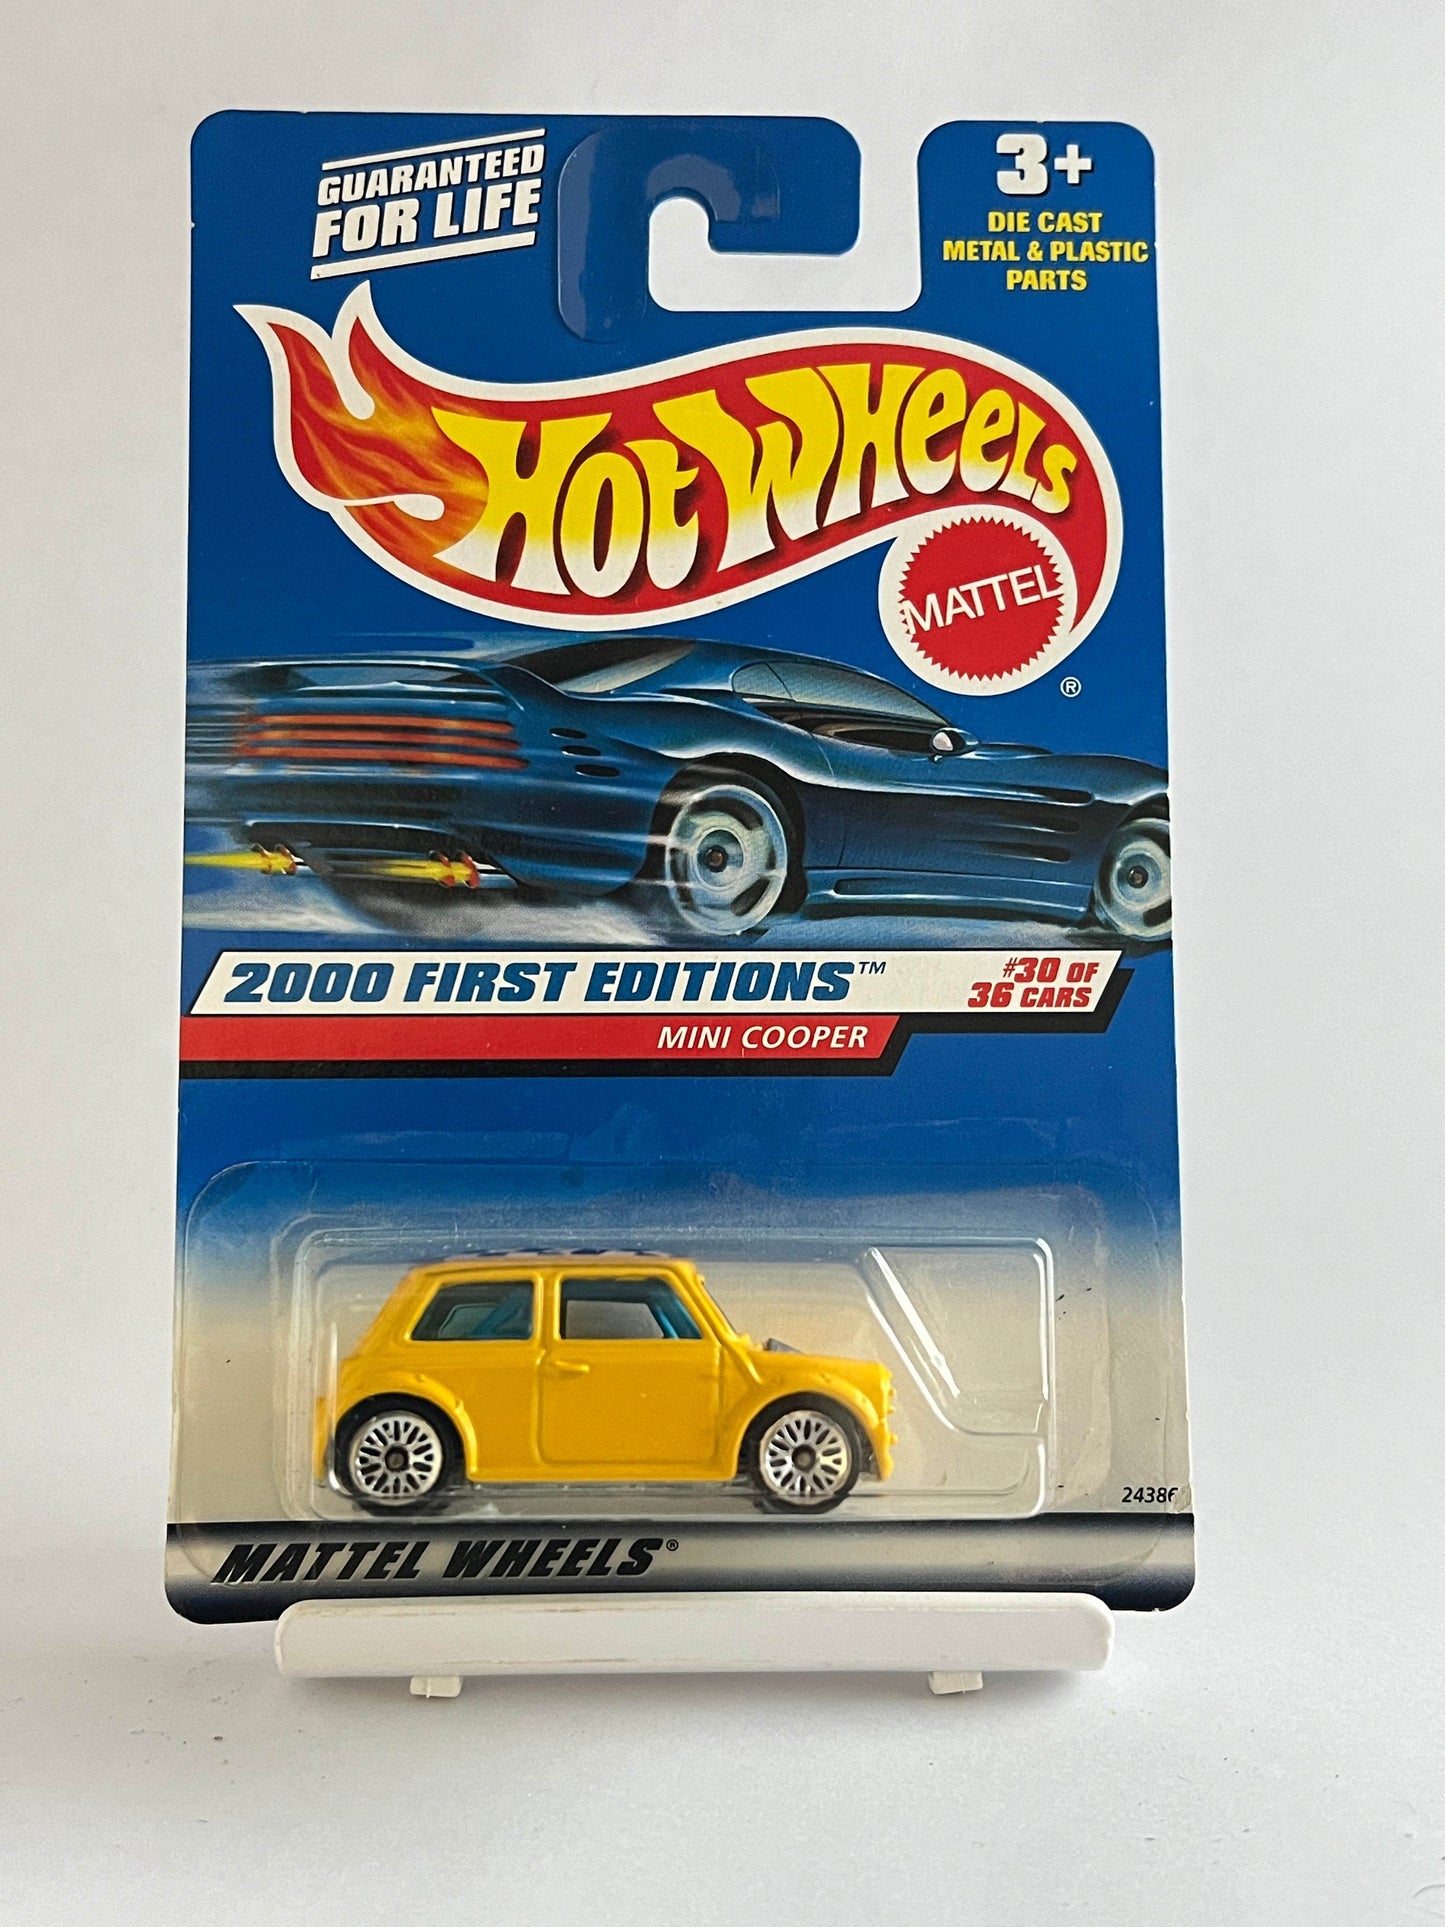 GUARANTEED
FOR LIFE
3+
DIE CAST
METAL & PLASTIC
PARTS
HOT WHEELS
MATTEL
®
2000 FIRST EDITIONS™
#30 OF
36 CARS
MINI COOPER
24386
MATTEL WHEELS®